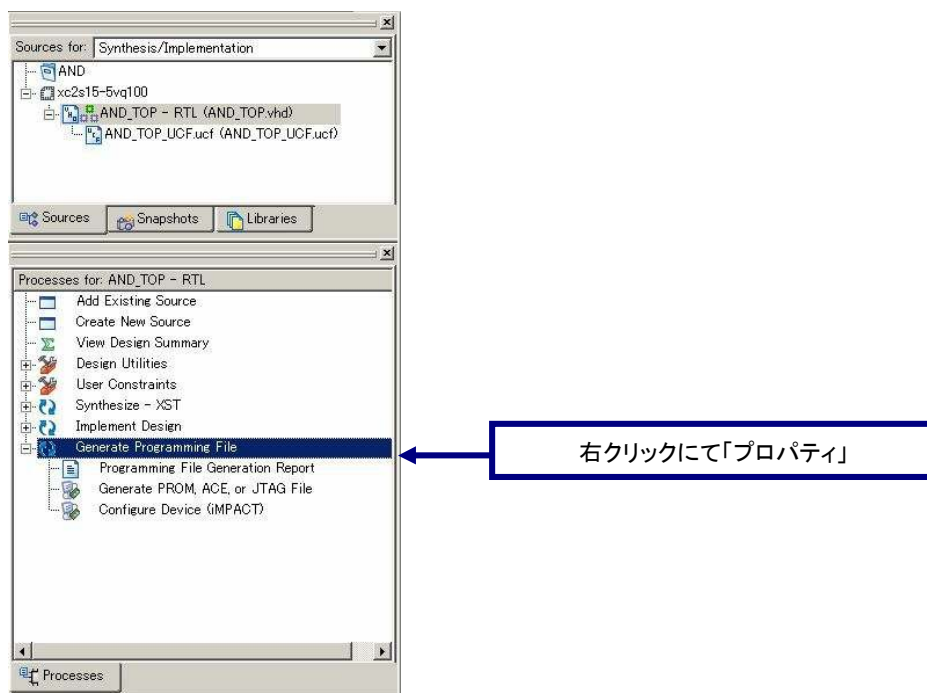 Sources for: Synthesis/Implementation
AND
xc2s15-5vq100
AND_TOP - RTL (AND_TOP.vhd)
AND_TOP_UCF.ucf (AND_TOP_UCF.ucf)
Sources Snapshots Libraries
Processes for: AND_TOP - RTL
Add Existing Source
Create New Source
View Design Summary
Design Utilities
User Constraints
Synthesize - XST
Implement Design
Generate Programming File
Programming File Generation Report
Generate PROM, ACE, or JTAG File
Configure Device (iMPACT)
Processes
右クリックにて「プロパティ」